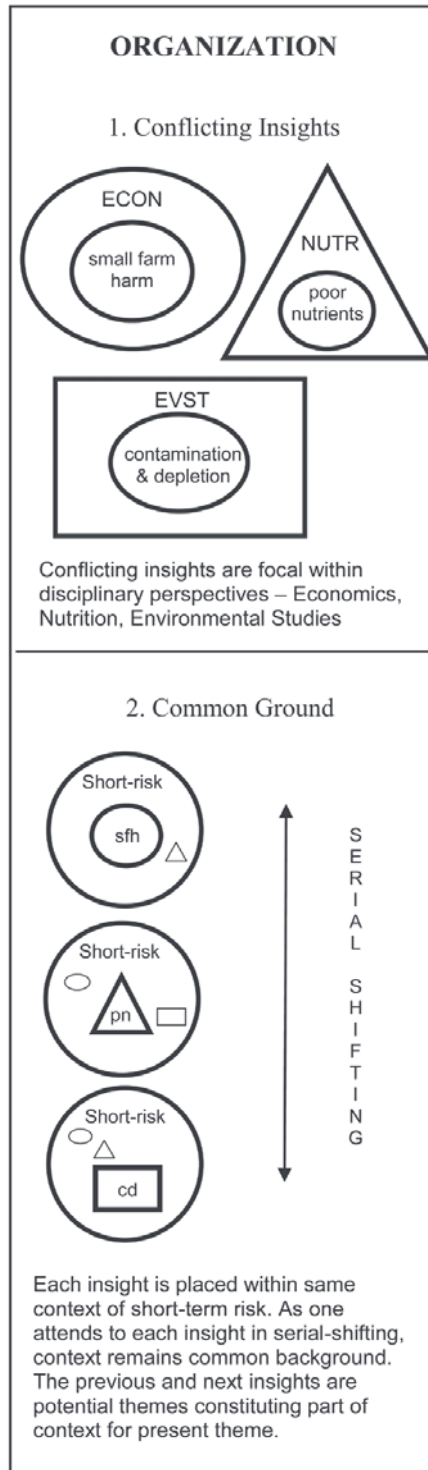 ORGANIZATION
1. Conflicting Insights
ECON
small farm
harm
NUTR
poor
nutrients
EVST
contamination
& depletion
Conflicting insights are focal within
disciplinary perspectives – Economics,
Nutrition, Environmental Studies
2. Common Ground
Short-risk
sfh
Short-risk
pn
Short-risk
cd
SERIAL SHIFTING
Each insight is placed within same
context of short-term risk. As one
attends to each insight in serial-shifting,
context remains common background.
The previous and next insights are
potential themes constituting part of
context for present theme.